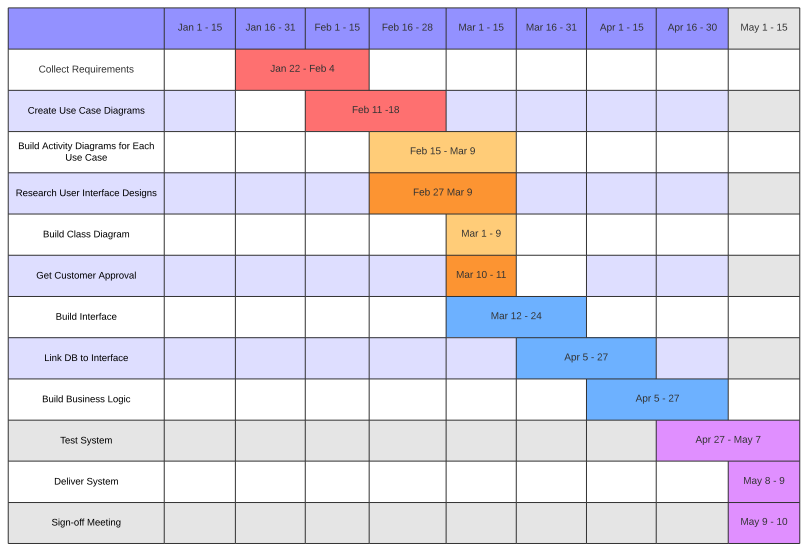 Jan 1 - 15 Jan 16 - 31 Feb 1 - 15 Feb 16 - 28 Mar 1 - 15 Mar 16 - 31 Apr 1 - 15 Apr 16 - 30 May 1 - 15
Collect Requirements Jan 22 - Feb 4
Create Use Case Diagrams Feb 11 -18
Build Activity Diagrams for Each
Use Case
Feb 15 - Mar 9
Research User Interface Designs Feb 27 Mar 9
Build Class Diagram Mar 1 - 9
Get Customer Approval Mar 10 - 11
Build Interface Mar 12 - 24
Link DB to Interface Apr 5 - 27
Build Business Logic Apr 5 - 27
Test System Apr 27 - May 7
Deliver System May 8 - 9
Sign-off Meeting May 9 - 10